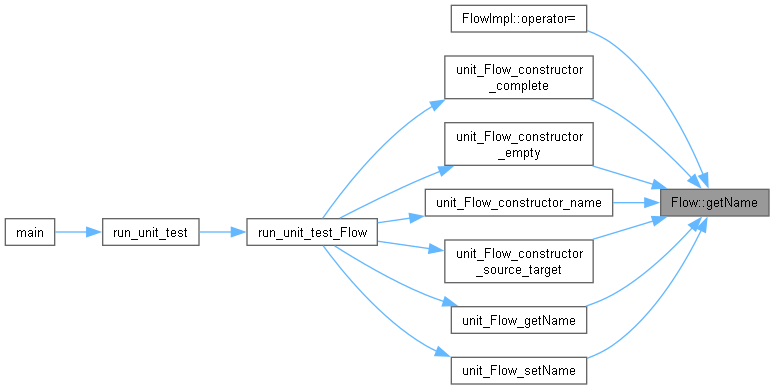 FlowImpl::operator=
unit_Flow_constructor
_complete
unit_Flow_constructor
_empty
unit_Flow_constructor_name
Flow::getName
main
run_unit_test
run_unit_test_Flow
unit_Flow_constructor
_source_target
unit_Flow_getName
unit_Flow_setName